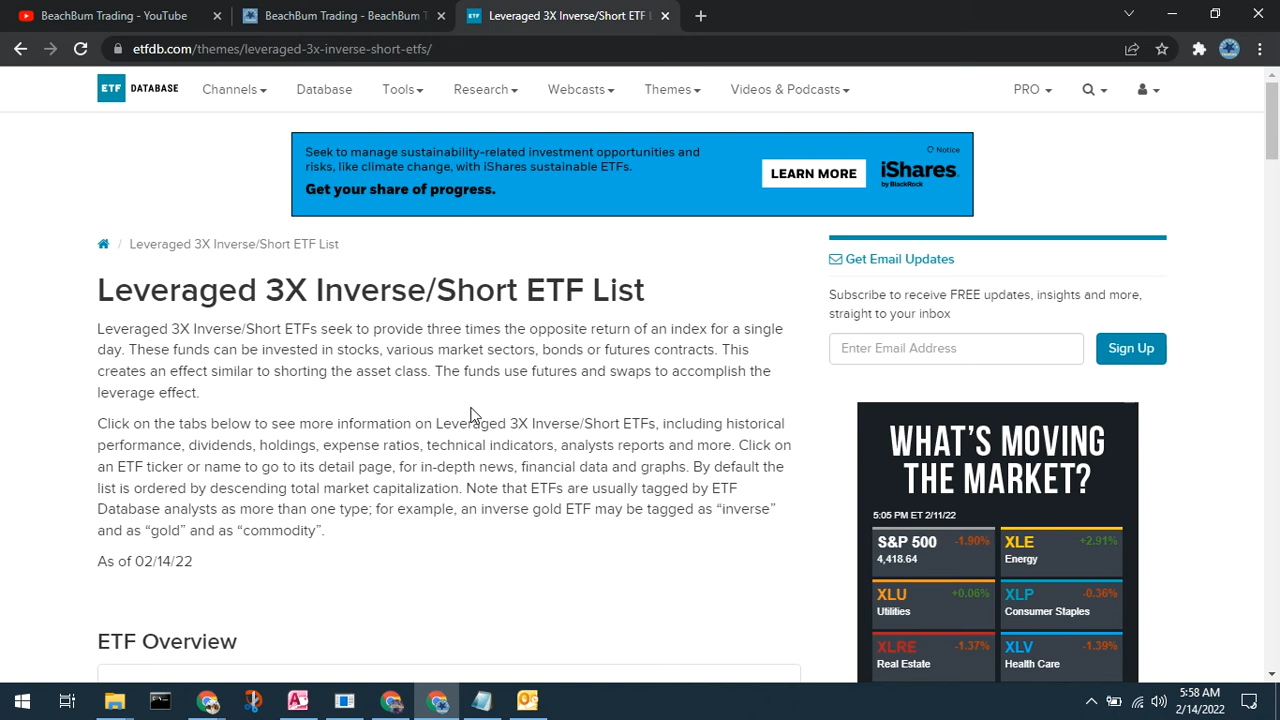 BeachBum Trading - YouTube
BeachBum Trading - BeachBum T
Leveraged 3X Inverse/Short ETF L
etfdb.com/themes/leveraged-3x-inverse-short-etfs/
ETF DATABASE
Channels
Database
Tools
Research
Webcasts
Themes
Videos & Podcasts
PRO
Seek to manage sustainability-related investment opportunities and
risks, like climate change, with iShares sustainable ETFs.
Get your share of progress.
LEARN MORE
Notice
iShares.
by BlackRock
/ Leveraged 3X Inverse/Short ETF List
Leveraged 3X Inverse/Short ETF List
Leveraged 3X Inverse/Short ETFs seek to provide three times the opposite return of an index for a single
day. These funds can be invested in stocks, various market sectors, bonds or futures contracts. This
creates an effect similar to shorting the asset class. The funds use futures and swaps to accomplish the
leverage effect.
Click on the tabs below to see more information on Leveraged 3X Inverse/Short ETFs, including historical
performance, dividends, holdings, expense ratios, technical indicators, analysts reports and more. Click on
an ETF ticker or name to go to its detail page, for in-depth news, financial data and graphs. By default the
list is ordered by descending total market capitalization. Note that ETFs are usually tagged by ETF
Database analysts as more than one type; for example, an inverse gold ETF may be tagged as “inverse”
and as “gold” and as “commodity”.
As of 02/14/22
ETF Overview
Get Email Updates
Subscribe to receive FREE updates, insights and more,
straight to your inbox
Enter Email Address
Sign Up
WHAT'S MOVING
THE MARKET?
5:05 PM ET 2/11/22
S&P 500 -1.90%
4,418.64
XLE +2.91%
Energy
XLU +0.06%
Utilities
XLP -0.36%
Consumer Staples
XLRE -1.37%
Real Estate
XLV -1.39%
Health Care
5:58 AM
2/14/2022